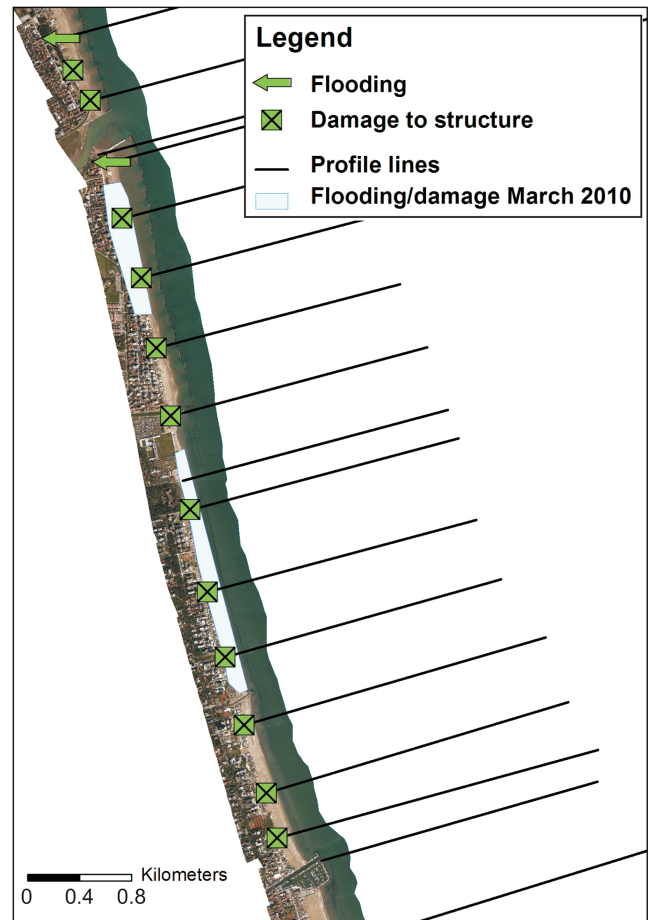 Legend
Flooding
Damage to structure
Profile lines
Flooding/damage March 2010
Kilometers
0 0.4 0.8